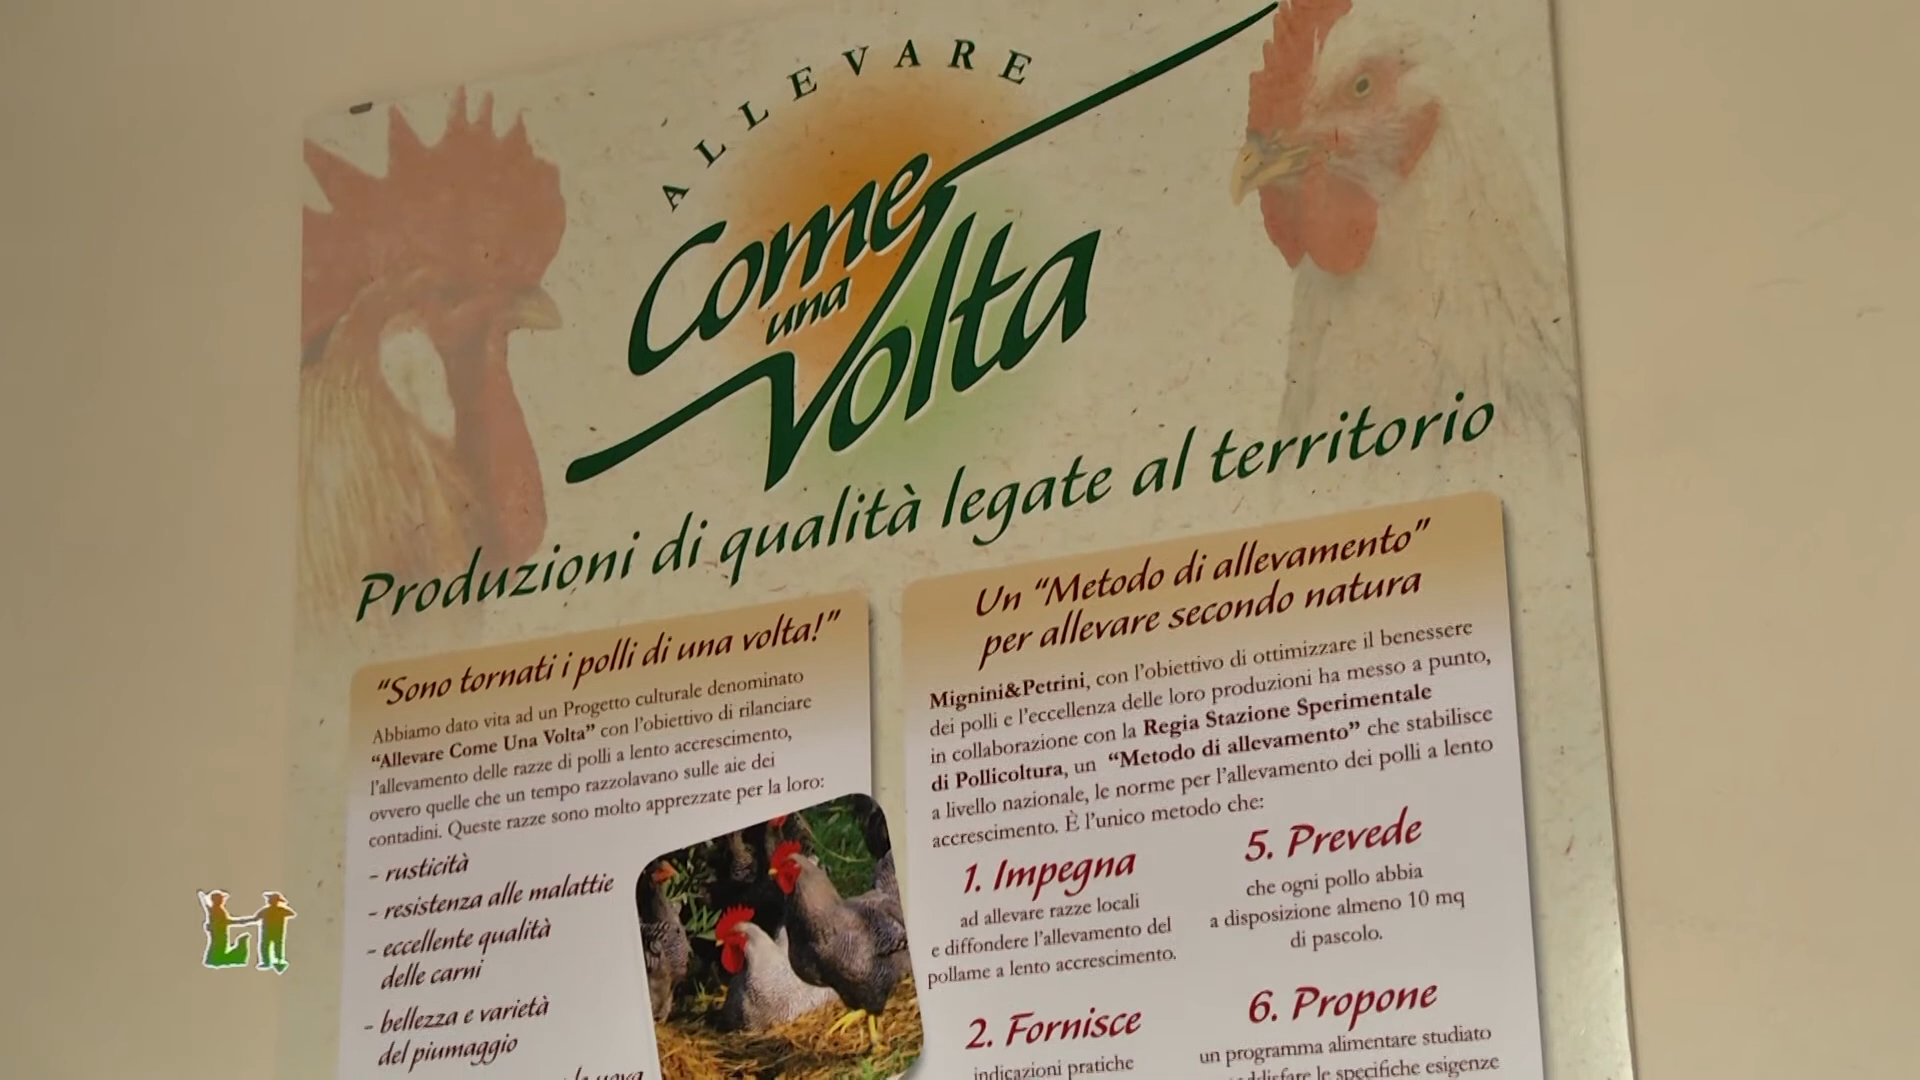 ALLEVARE
Come
una
Volta
Produzioni di qualità legate al territorio
"Sono tornati i polli di una volta!"
Abbiamo dato vita ad un Progetto culturale denominato
"Allevare Come Una Volta" con l'obiettivo di rilanciare
l'allevamento delle razze di polli a lento accrescimento,
ovvero quelle che un tempo razzolavano sulle aie dei
contadini. Queste razze sono molto apprezzate per la loro:
- rusticità
- resistenza alle malattie
- eccellente qualità
delle carni
- bellezza e varietà
del piumaggio
uova
Un "Metodo di allevamento"
per allevare secondo natura
Mignini&Petrini, con l'obiettivo di ottimizzare il benessere
dei polli e l'eccellenza delle loro produzioni ha messo a punto,
in collaborazione con la Regia Stazione Sperimentale
di Pollicoltura, un "Metodo di allevamento" che stabilisce
a livello nazionale, le norme per l'allevamento dei polli a lento
accrescimento. È l'unico metodo che:
1. Impegna
ad allevare razze locali
e diffondere l'allevamento del
pollame a lento accrescimento.
2. Fornisce
indicazioni pratiche
5. Prevede
che ogni pollo abbia
a disposizione almeno 10 mq
di pascolo.
6. Propone
un programma alimentare studiato
le specifiche esigenze
LT